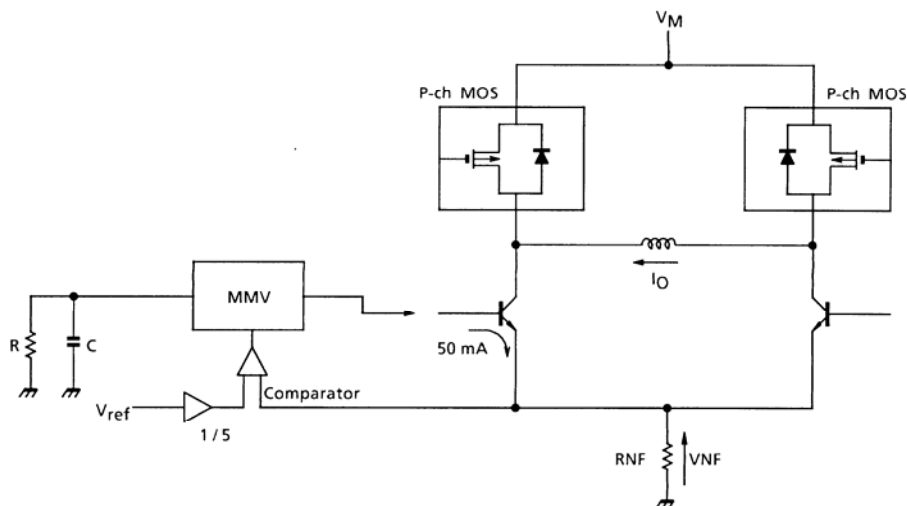 VM
P-ch MOS
P-ch MOS
MMV
IO
R
C
50 mA
Comparator
Vref
1 / 5
RNF
VNF